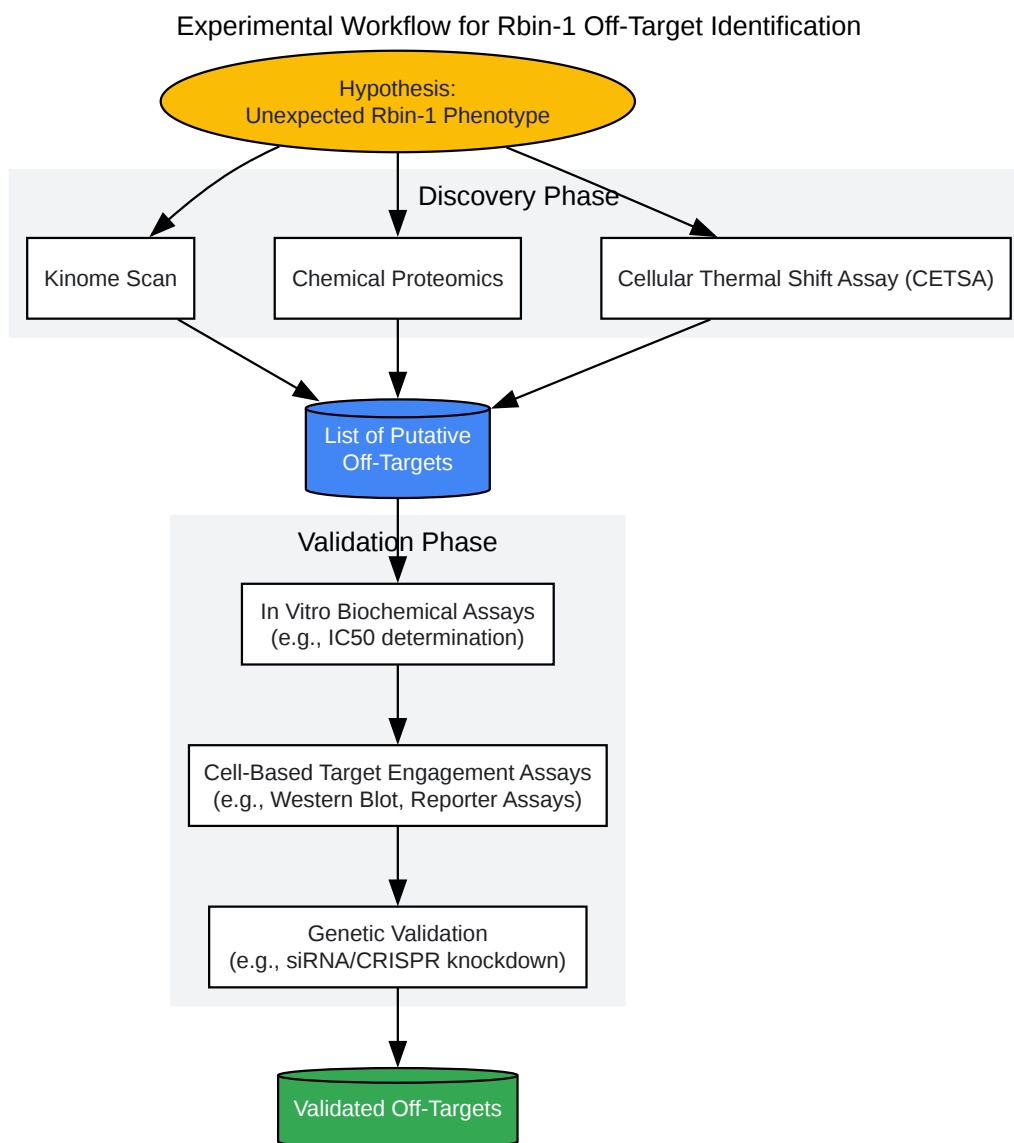 Experimental Workflow for Rbin-1 Off-Target Identification
Hypothesis:
Unexpected Rbin-1 Phenotype
Discovery Phase
Kinome Scan
Chemical Proteomics
Cellular Thermal Shift Assay (CETSA)
List of Putative
Off-Targets
Validation Phase
In Vitro Biochemical Assays
(e.g., IC50 determination)
Cell-Based Target Engagement Assays
(e.g., Western Blot, Reporter Assays)
Genetic Validation
(e.g., siRNA/CRISPR knockdown)
Validated Off-Targets